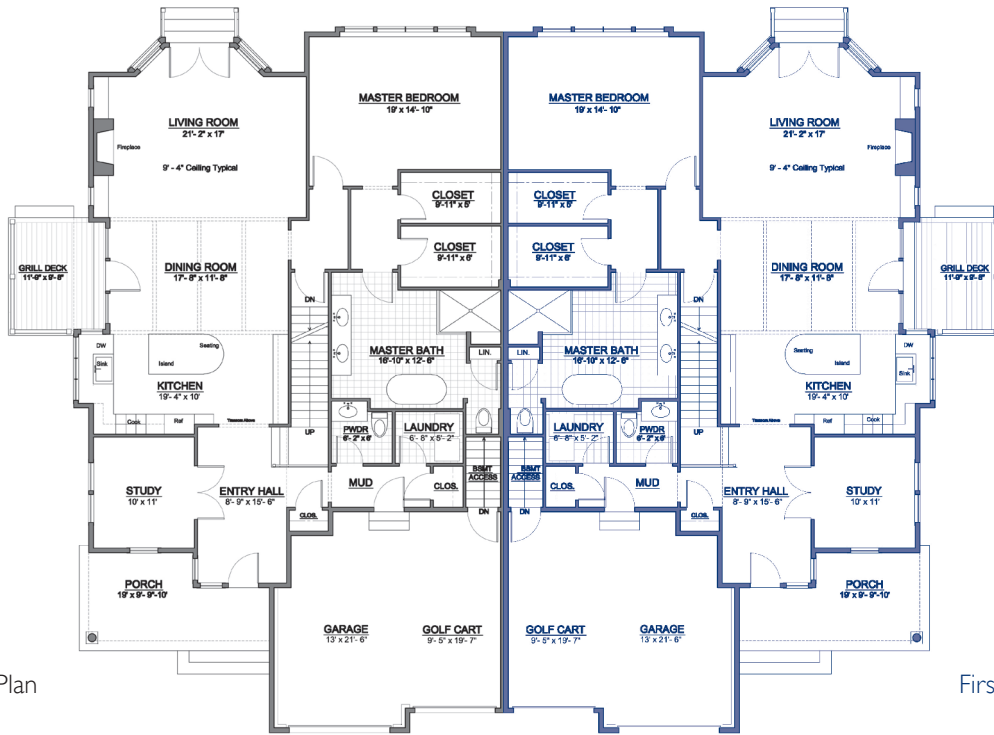 MASTER BEDROOM
19' x 14'- 10"
LIVING ROOM
21'- 2" x 17'
Fireplace
9' - 4" Ceiling Typical
CLOSET
9'-11" x 5'
CLOSET
9'-11" x 6'
GRILL DECK
11'-9" x 9'-8"
DINING ROOM
17'- 8" x 11'- 8"
DN
DW
Sink
Seating
Island
MASTER BATH
16'-10" x 12'- 6"
LIN.
KITCHEN
19'- 4" x 10'
Cook
Ref
Transom Above
UP
PWDR
6'- 2" x 6'
LAUNDRY
6'- 8" x 5'- 2"
BSMT
ACCESS
STUDY
10' x 11'
ENTRY HALL
8'- 9" x 15'- 6"
MUD
CLOS.
CLOS.
DN
PORCH
19' x 9'- 9"-10'
GARAGE
13' x 21'- 6"
GOLF CART
9'- 5" x 19'- 7"
Plan
MASTER BEDROOM
19' x 14'- 10"
LIVING ROOM
21'- 2" x 17'
Fireplace
9' - 4" Ceiling Typical
CLOSET
9'-11" x 5'
CLOSET
9'-11" x 6'
DINING ROOM
17'- 8" x 11'- 8"
GRILL DECK
11'-9" x 9'-8"
DN
DW
Sink
Seating
Island
LIN.
MASTER BATH
16'-10" x 12'- 6"
KITCHEN
19'- 4" x 10'
Transom Above
Ref
Cook
UP
LAUNDRY
6'- 8" x 5'- 2"
PWDR
6'- 2" x 6'
BSMT
ACCESS
CLOS.
MUD
ENTRY HALL
8'- 9" x 15'- 6"
STUDY
10' x 11'
CLOS.
DN
PORCH
19' x 9'- 9"-10'
GOLF CART
9'- 5" x 19'- 7"
GARAGE
13' x 21'- 6"
Firs